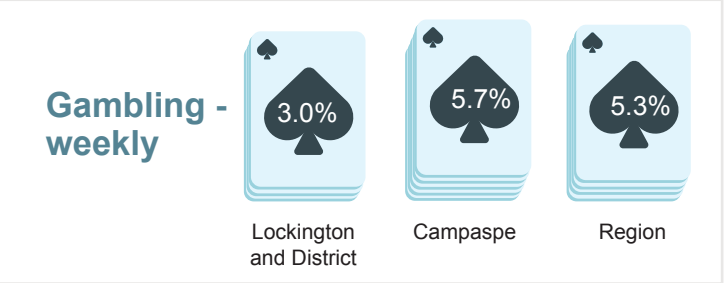 Gambling -
weekly
3.0%
5.7%
5.3%
Lockington
and District
Campaspe
Region